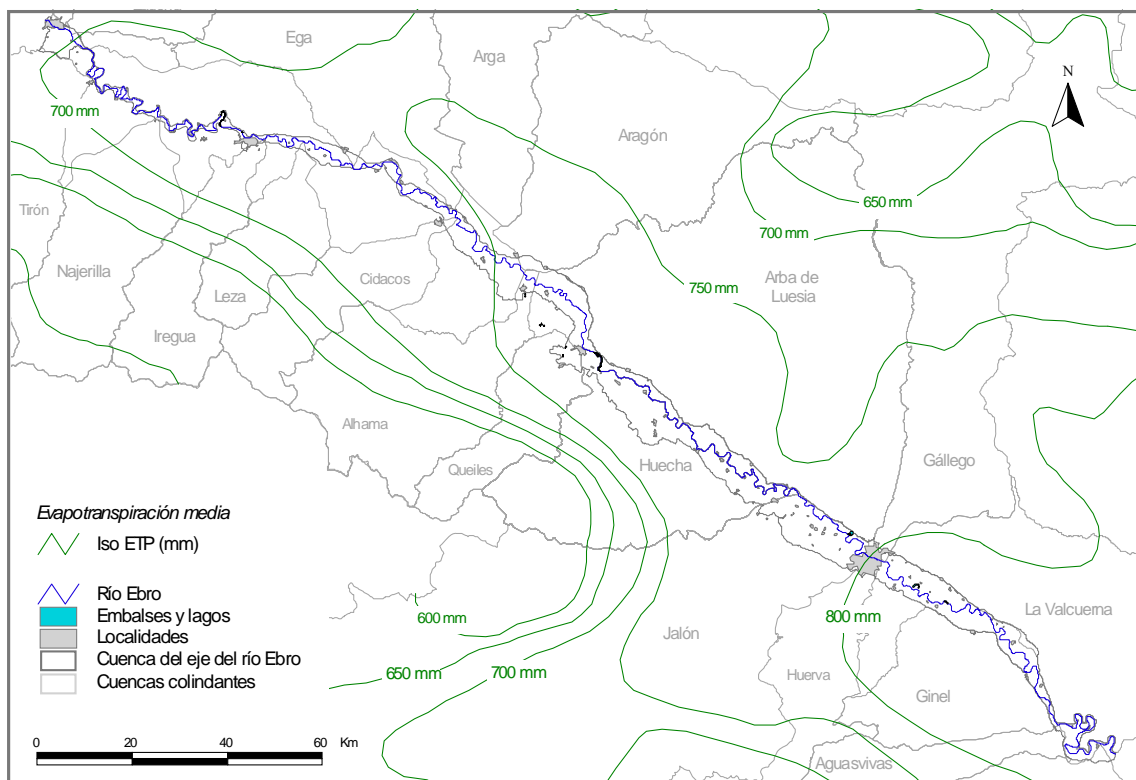 Ega
Arga
N
700 mm
Aragón
Tirón
650 mm
700 mm
Najerilla
Cidacos
Arba de
Luesia
750 mm
Leza
Iregua
Alhama
Queiles
Huecha
Gállego
Evapotranspiración media
Iso ETP (mm)
Río Ebro
Embalses y lagos
Localidades
Cuenca del eje del río Ebro
Cuencas colindantes
600 mm
650 mm
700 mm
800 mm
La Valcuerna
Jalón
Huerva
Ginel
Aguasvivas
0 20 40 60 Km